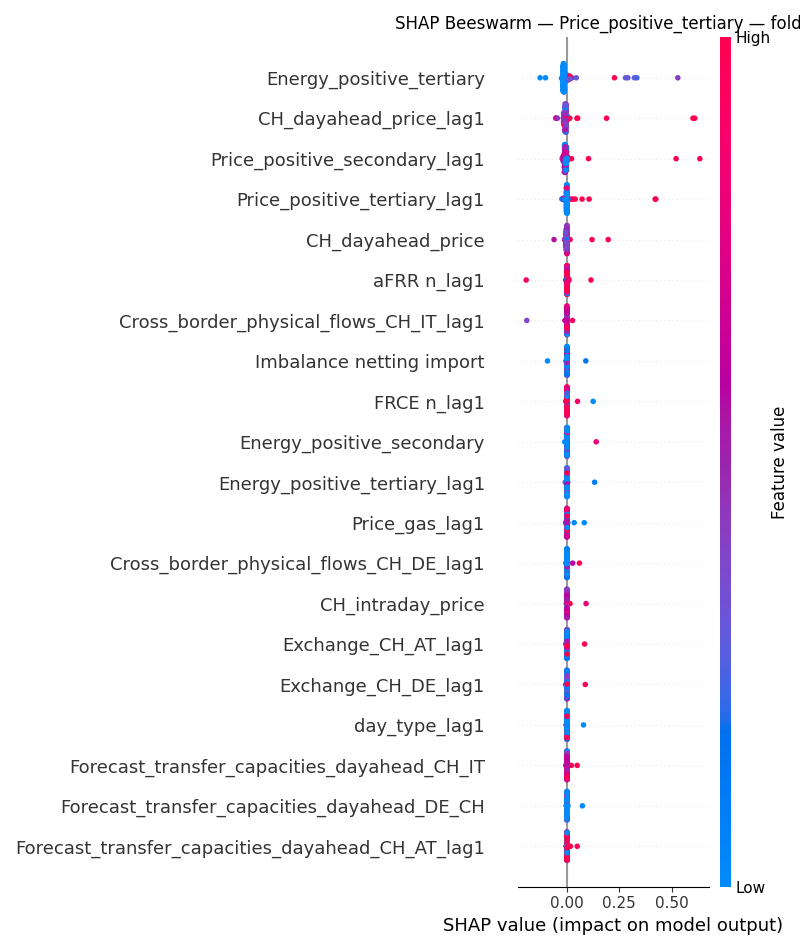 SHAP Beeswarm — Price_positive_tertiary — fold
High
Energy_positive_tertiary
CH_dayahead_price_lag1
Price_positive_secondary_lag1
Price_positive_tertiary_lag1
CH_dayahead_price
aFRR n_lag1
Cross_border_physical_flows_CH_IT_lag1
Imbalance netting import
FRCE n_lag1
Energy_positive_secondary
Energy_positive_tertiary_lag1
Price_gas_lag1
Cross_border_physical_flows_CH_DE_lag1
CH_intraday_price
Exchange_CH_AT_lag1
Exchange_CH_DE_lag1
day_type_lag1
Forecast_transfer_capacities_dayahead_CH_IT
Forecast_transfer_capacities_dayahead_DE_CH
Forecast_transfer_capacities_dayahead_CH_AT_lag1
Feature value
Low
0.00 0.25 0.50
SHAP value (impact on model output)